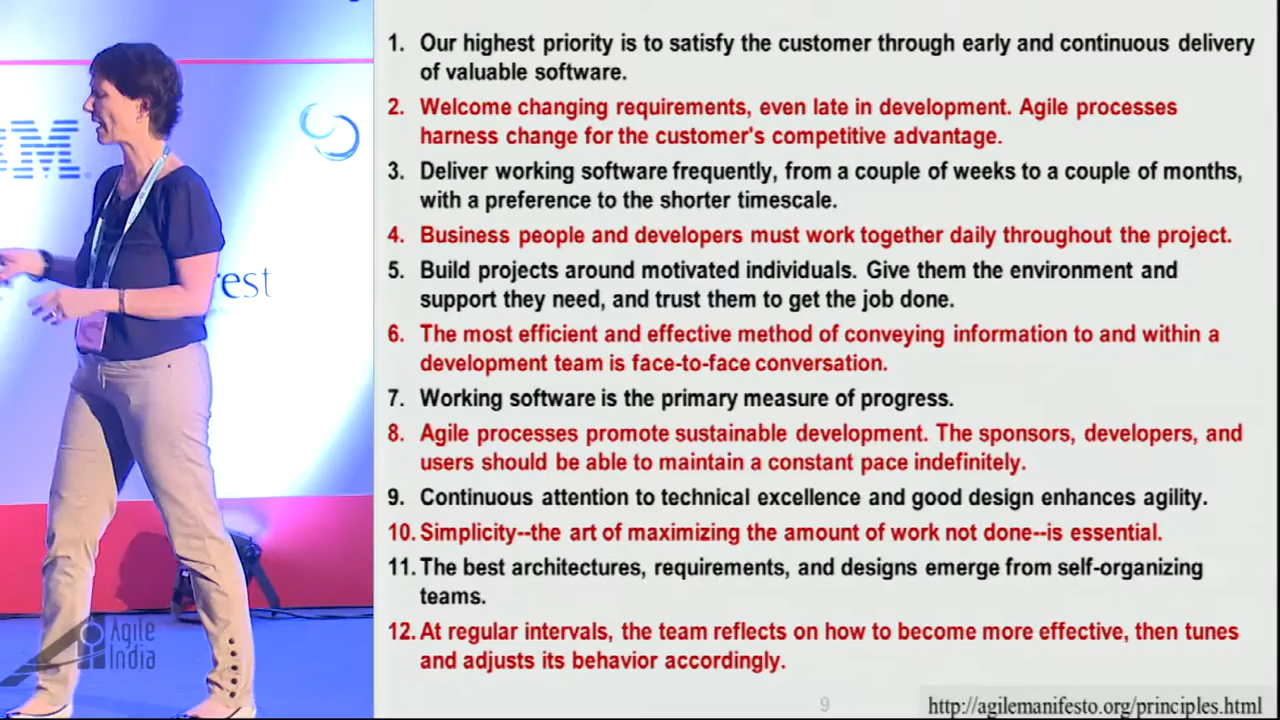 1. Our highest priority is to satisfy the customer through early and continuous delivery
of valuable software.
2. Welcome changing requirements, even late in development. Agile processes
harness change for the customer's competitive advantage.
3. Deliver working software frequently, from a couple of weeks to a couple of months,
with a preference to the shorter timescale.
4. Business people and developers must work together daily throughout the project.
5. Build projects around motivated individuals. Give them the environment and
support they need, and trust them to get the job done.
6. The most efficient and effective method of conveying information to and within a
development team is face-to-face conversation.
7. Working software is the primary measure of progress.
8. Agile processes promote sustainable development. The sponsors, developers, and
users should be able to maintain a constant pace indefinitely.
9. Continuous attention to technical excellence and good design enhances agility.
10. Simplicity--the art of maximizing the amount of work not done--is essential.
11. The best architectures, requirements, and designs emerge from self-organizing
teams.
12. At regular intervals, the team reflects on how to become more effective, then tunes
and adjusts its behavior accordingly.
9
http://agilemanifesto.org/principles.html
Agile
India